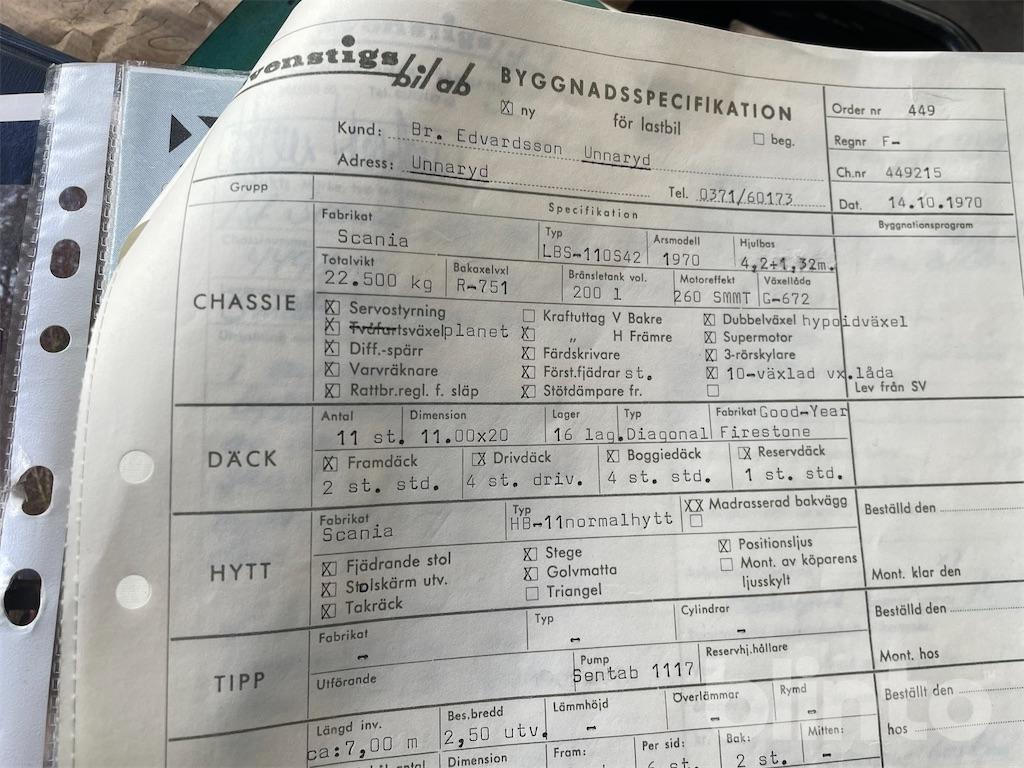 venstigs bil ab BYGGNADSSPECIFIKATION
X ny för lastbil beg.
Order nr 449
Kund: Br. Edvardsson Unnaryd
Regnr F-
Adress: Unnaryd
Ch.nr 449215
Tel. 0371/60173
Dat. 14.10.1970
Grupp Specifikation Byggnationsprogram
CHASSIE
Fabrikat Typ Arsmodell Hjulbas
Scania LBS-110S42 1970 4,2+1,32m.
Totalvikt Bakaxelvxl Bränsletank vol. Motoreffekt Växellåda
22.500 kg R-751 200 l 260 SMMT G-672
X Servostyrning Kraftuttag V Bakre X Dubbelväxel hypoidväxel
X Tvåfartsväxel planet X „ H Främre X Supermotor
X Diff.-spärr X Färdskrivare X 3-rörskylare
X Varvräknare X Först.fjädrar st. X 10-växlad vx.låda
X Rattbr.regl. f. släp X Stötdämpare fr. Lev från SV
DÄCK
Antal Dimension Lager Typ Fabrikat Good-Year
11 st. 11.00x20 16 lag. Diagonal Firestone
X Framdäck X Drivdäck X Boggiedäck X Reservdäck
2 st. std. 4 st. driv. 4 st. std. 1 st. std.
HYTT
Fabrikat Typ XX Madrasserad bakvägg
Scania HB-11normalhytt
Beställd den
X Fjädrande stol X Stege X Positionsljus
X Stolskärm utv. X Golvmatta Mont. av köparens
X Takräck Triangel ljusskylt
Mont. klar den
TIPP
Fabrikat Typ Cylindrar
- - -
Beställd den
Utförande Pump Reservhj.hållare
Sentab 1117
Mont. hos
Längd inv. Bes.bredd Lämmhöjd Överlämmar Rymd
ca:7,00 m 2,50 utv. - - -
Beställt den
Dimension Fram: Per sid: Bak: Mitten:
6 st. 2 st. -
hos
blinto